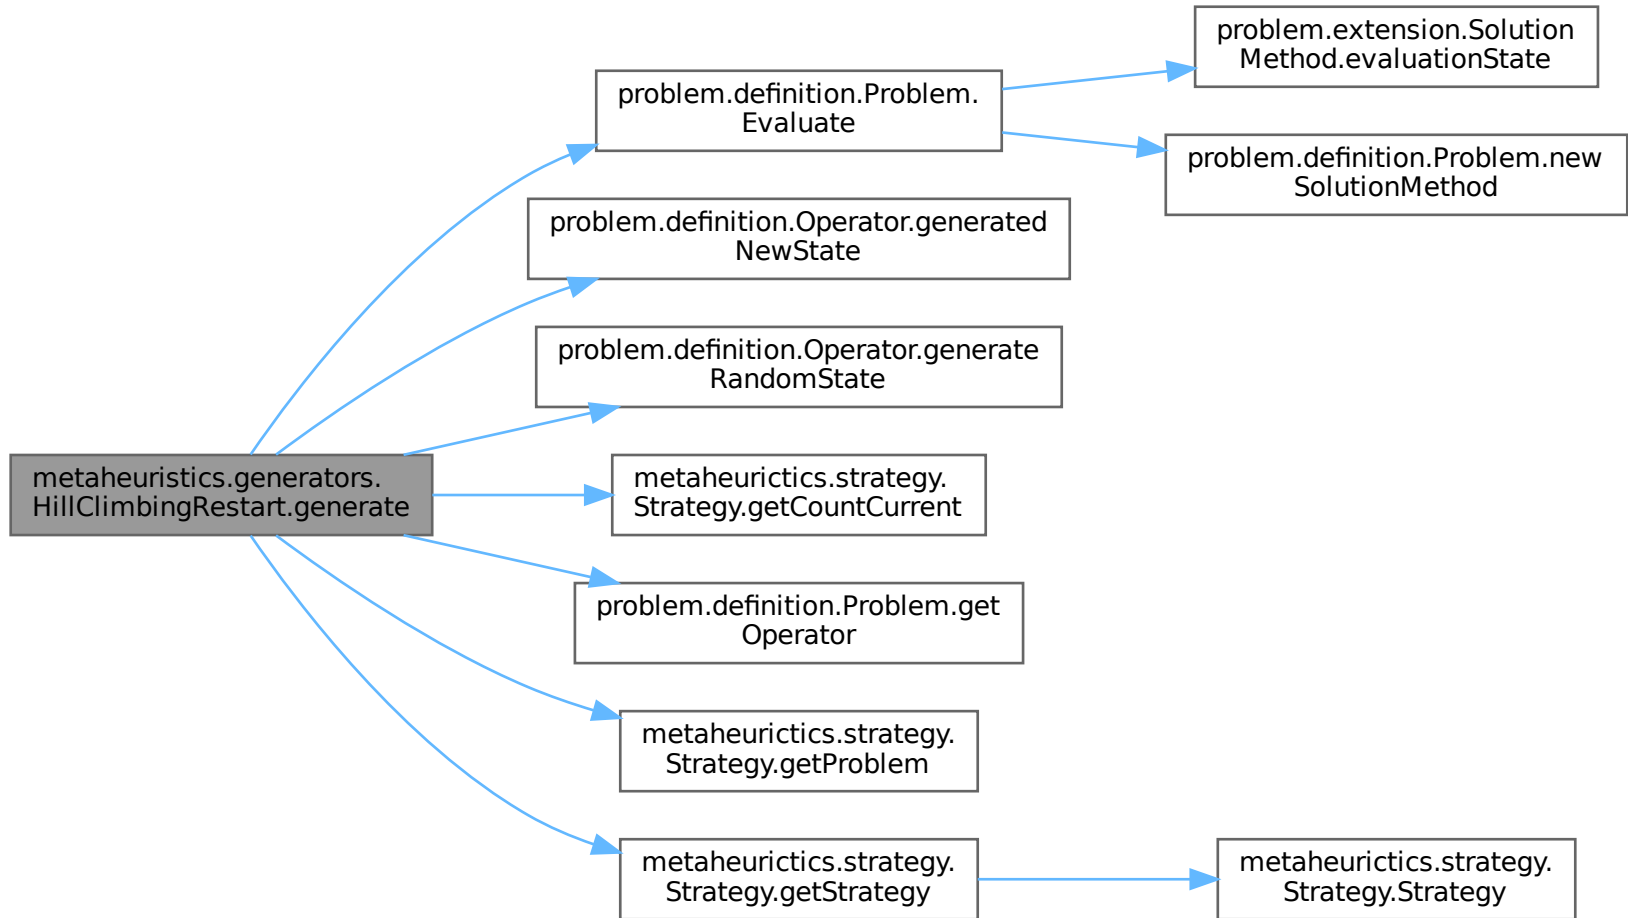 problem.extension.Solution
Method.evaluationState
problem.definition.Problem.
Evaluate
problem.definition.Problem.new
SolutionMethod
problem.definition.Operator.generated
NewState
problem.definition.Operator.generate
RandomState
metaheuristics.generators.
HillClimbingRestart.generate
metaheurictics.strategy.
Strategy.getCountCurrent
problem.definition.Problem.get
Operator
metaheurictics.strategy.
Strategy.getProblem
metaheurictics.strategy.
Strategy.getStrategy
metaheurictics.strategy.
Strategy.Strategy